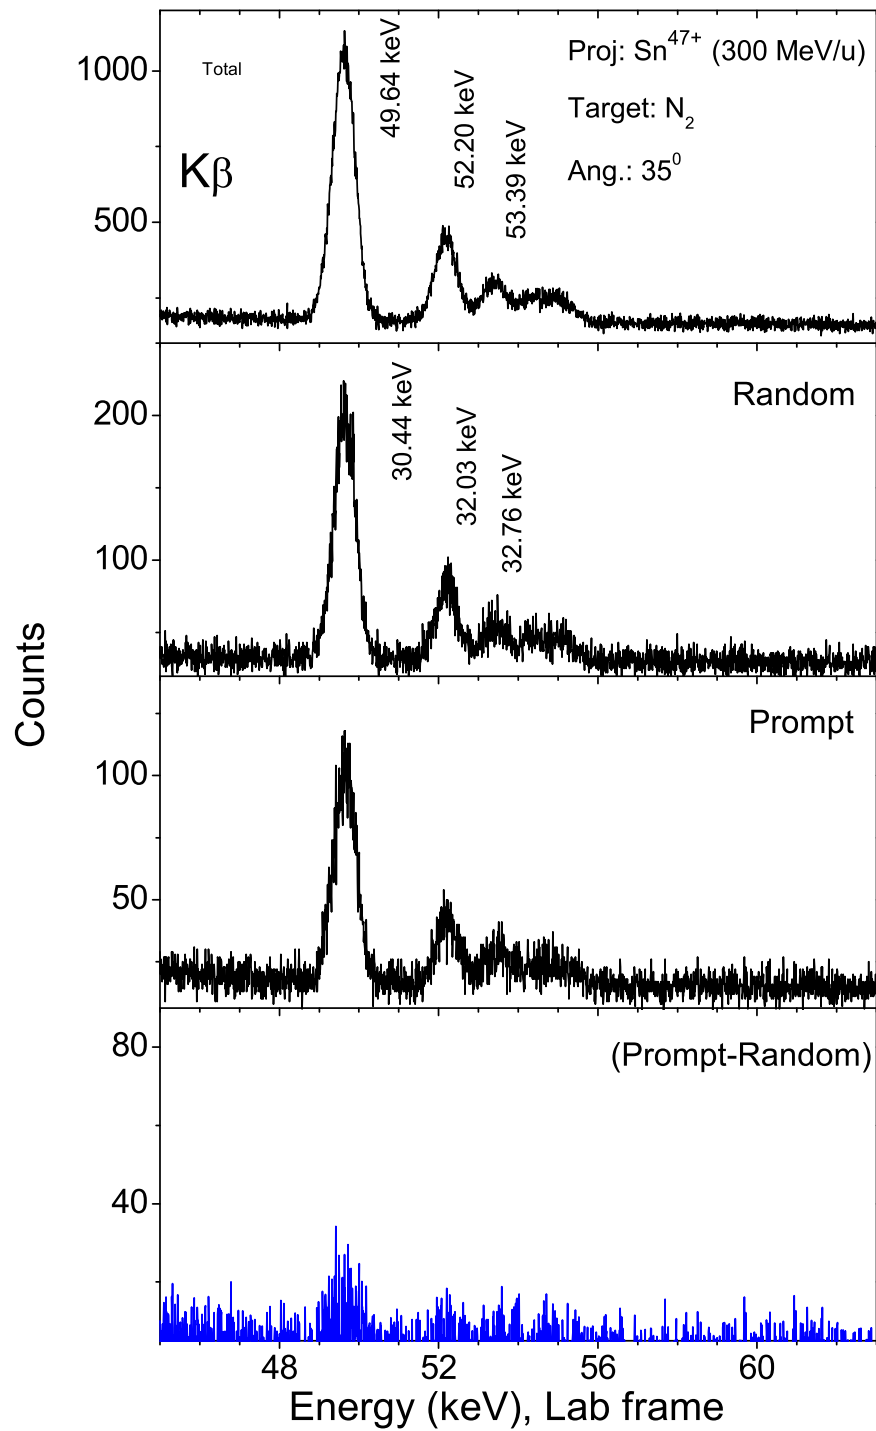 Total
Kβ
49.64 keV
52.20 keV
53.39 keV
Proj: Sn47+ (300 MeV/u)
Target: N2
Ang.: 35⁰
1000
500
Random
30.44 keV
32.03 keV
32.76 keV
200
100
Prompt
100
50
(Prompt-Random)
80
40
48 52 56 60
Energy (keV), Lab frame
Counts